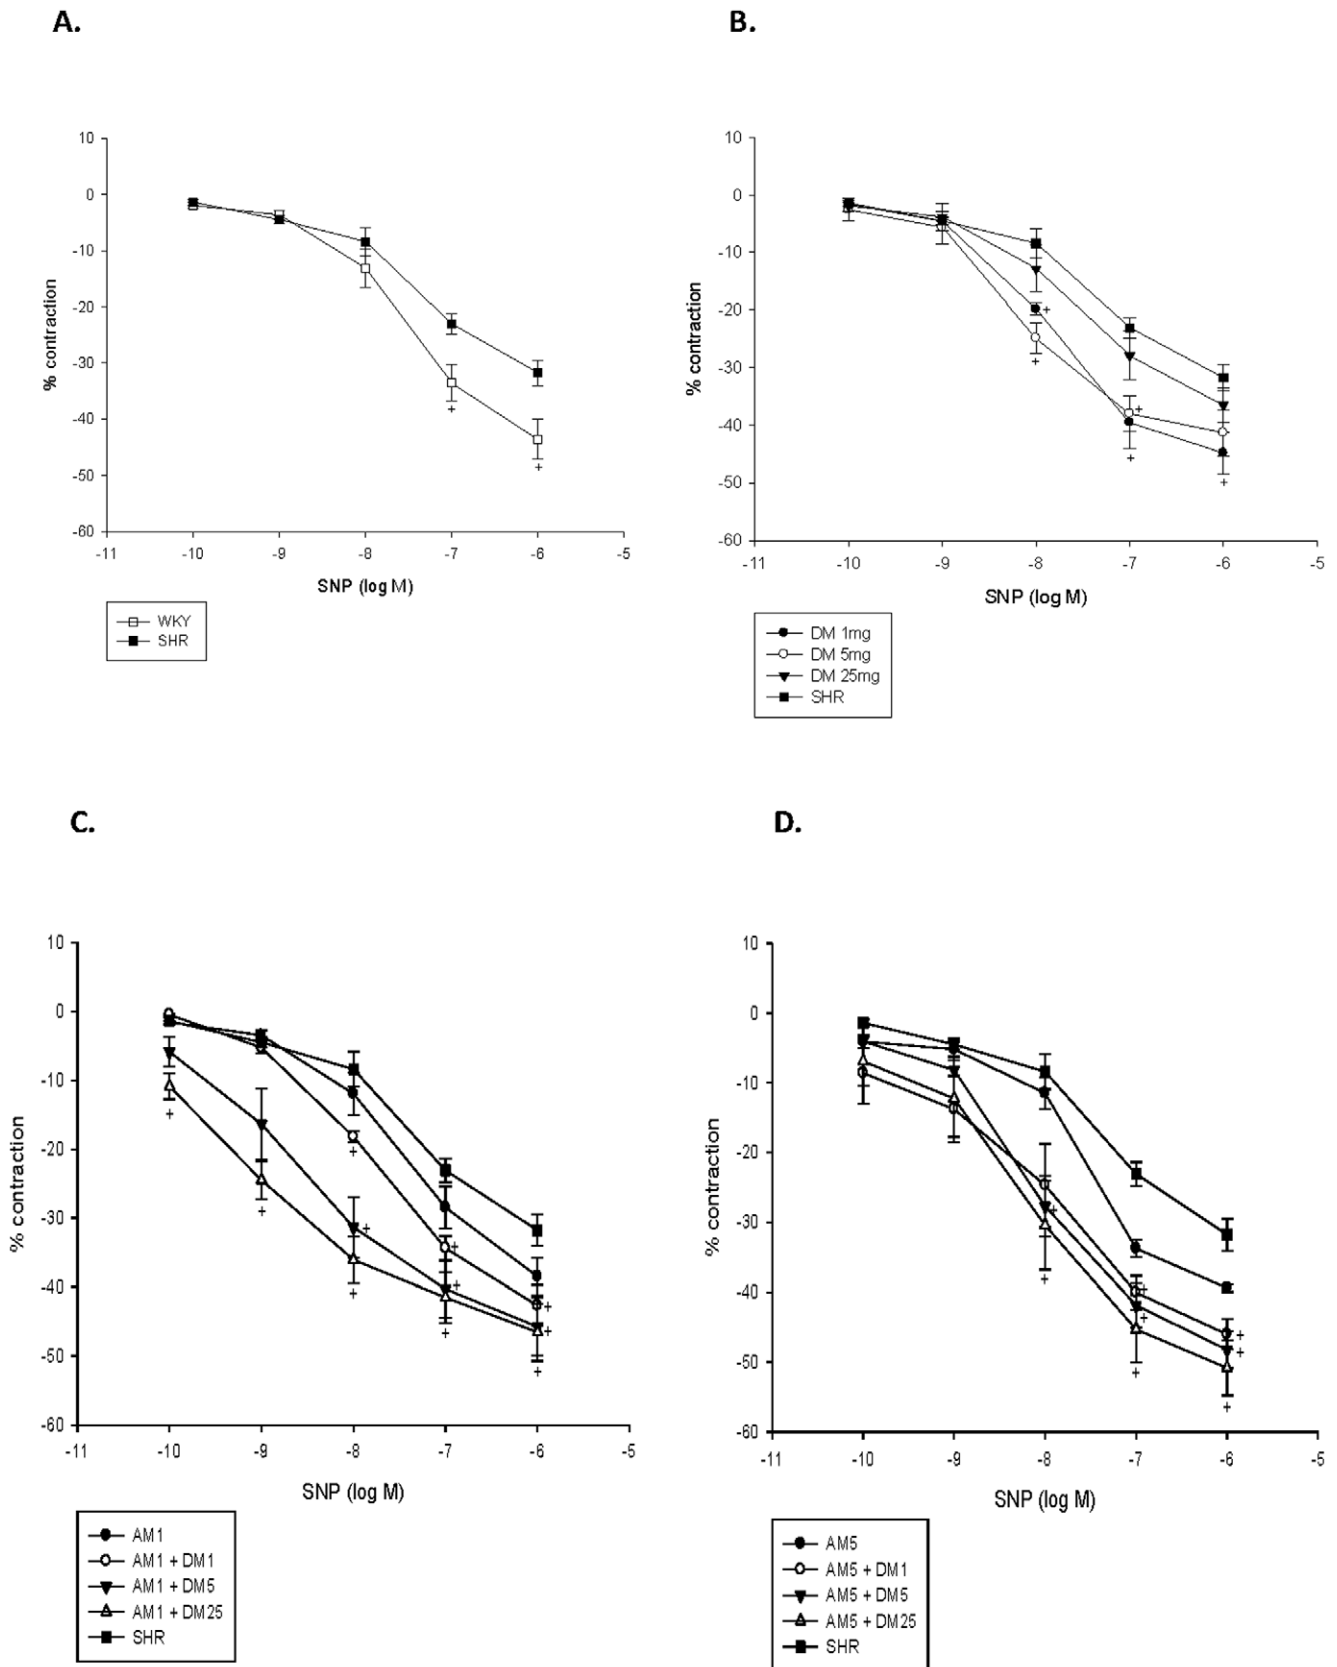 A.
10
0
-10
-20
-30
-40
-50
-60
% contraction
-11 -10 -9 -8 -7 -6 -5
+
+
SNP (log M)
WKY
SHR
B.
10
0
-10
-20
-30
-40
-50
-60
% contraction
-11 -10 -9 -8 -7 -6 -5
+
+
+
+
+
SNP (log M)
DM 1mg
DM 5mg
DM 25mg
SHR
C.
10
0
-10
-20
-30
-40
-50
-60
% contraction
-11 -10 -9 -8 -7 -6 -5
+
+
+
+
+
+
+
+
+
+
+
SNP (log M)
AM1
AM1 + DM1
AM1 + DM5
AM1 + DM25
SHR
D.
10
0
-10
-20
-30
-40
-50
-60
% contraction
-11 -10 -9 -8 -7 -6 -5
+
+
+
+
+
+
+
+
SNP (log M)
AM5
AM5 + DM1
AM5 + DM5
AM5 + DM25
SHR